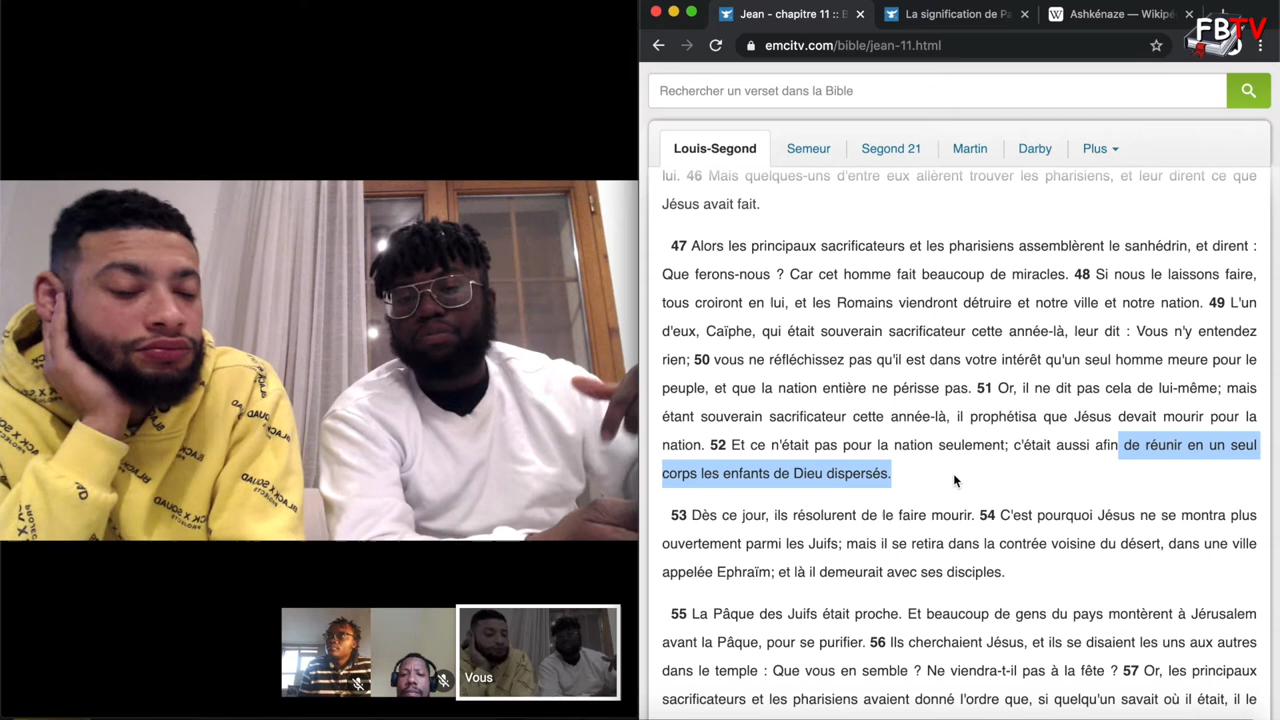 Jean - chapitre 11 :: B
La signification de Pa
Ashkénaze — Wikipé
FBTV
emcitv.com/bible/jean-11.html
Rechercher un verset dans la Bible
Louis-Segond Semeur Segond 21 Martin Darby Plus
lui. 46 Mais quelques-uns d'entre eux allèrent trouver les pharisiens, et leur dirent ce que
Jésus avait fait.
47 Alors les principaux sacrificateurs et les pharisiens assemblèrent le sanhédrin, et dirent :
Que ferons-nous ? Car cet homme fait beaucoup de miracles. 48 Si nous le laissons faire,
tous croiront en lui, et les Romains viendront détruire et notre ville et notre nation. 49 L'un
d'eux, Caïphe, qui était souverain sacrificateur cette année-là, leur dit : Vous n'y entendez
rien; 50 vous ne réfléchissez pas qu'il est dans votre intérêt qu'un seul homme meure pour le
peuple, et que la nation entière ne périsse pas. 51 Or, il ne dit pas cela de lui-même; mais
étant souverain sacrificateur cette année-là, il prophétisa que Jésus devait mourir pour la
nation. 52 Et ce n'était pas pour la nation seulement; c'était aussi afin de réunir en un seul
corps les enfants de Dieu dispersés.
53 Dès ce jour, ils résolurent de le faire mourir. 54 C'est pourquoi Jésus ne se montra plus
ouvertement parmi les Juifs; mais il se retira dans la contrée voisine du désert, dans une ville
appelée Ephraïm; et là il demeurait avec ses disciples.
55 La Pâque des Juifs était proche. Et beaucoup de gens du pays montèrent à Jérusalem
avant la Pâque, pour se purifier. 56 Ils cherchaient Jésus, et ils se disaient les uns aux autres
dans le temple : Que vous en semble ? Ne viendra-t-il pas à la fête ? 57 Or, les principaux
sacrificateurs et les pharisiens avaient donné l'ordre que, si quelqu'un savait où il était, il le
BLACK X SQUAD
PROJECTS
Vous